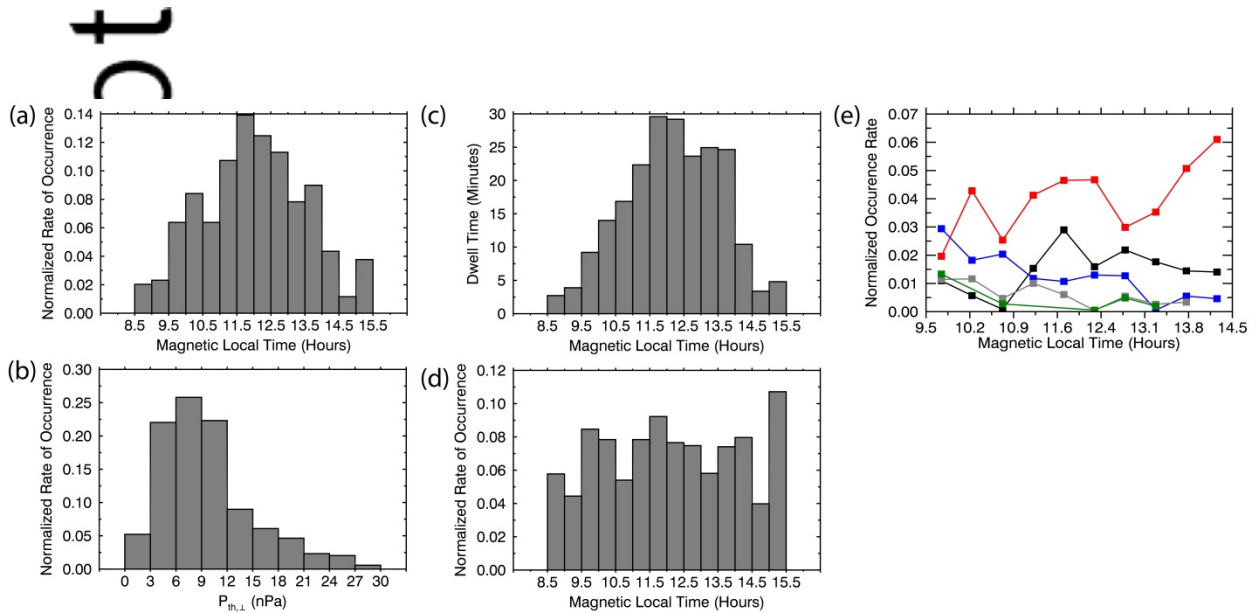 ot
(a)
Normalized Rate of Occurrence
0.14
0.12
0.10
0.08
0.06
0.04
0.02
0.00
8.5 9.5 10.5 11.5 12.5 13.5 14.5 15.5
Magnetic Local Time (Hours)
(c)
Dwell Time (Minutes)
30
25
20
15
10
5
0
8.5 9.5 10.5 11.5 12.5 13.5 14.5 15.5
Magnetic Local Time (Hours)
(e)
Normalized Occurence Rate
0.07
0.06
0.05
0.04
0.03
0.02
0.01
0.00
9.5 10.2 10.9 11.6 12.4 13.1 13.8 14.5
Magnetic Local Time (Hours)
(b)
Normalized Rate of Occurrence
0.30
0.25
0.20
0.15
0.10
0.05
0.00
0 3 6 9 12 15 18 21 24 27 30
Pth,⊥ (nPa)
(d)
Normalized Rate of Occurrence
0.12
0.10
0.08
0.06
0.04
0.02
0.00
8.5 9.5 10.5 11.5 12.5 13.5 14.5 15.5
Magnetic Local Time (Hours)